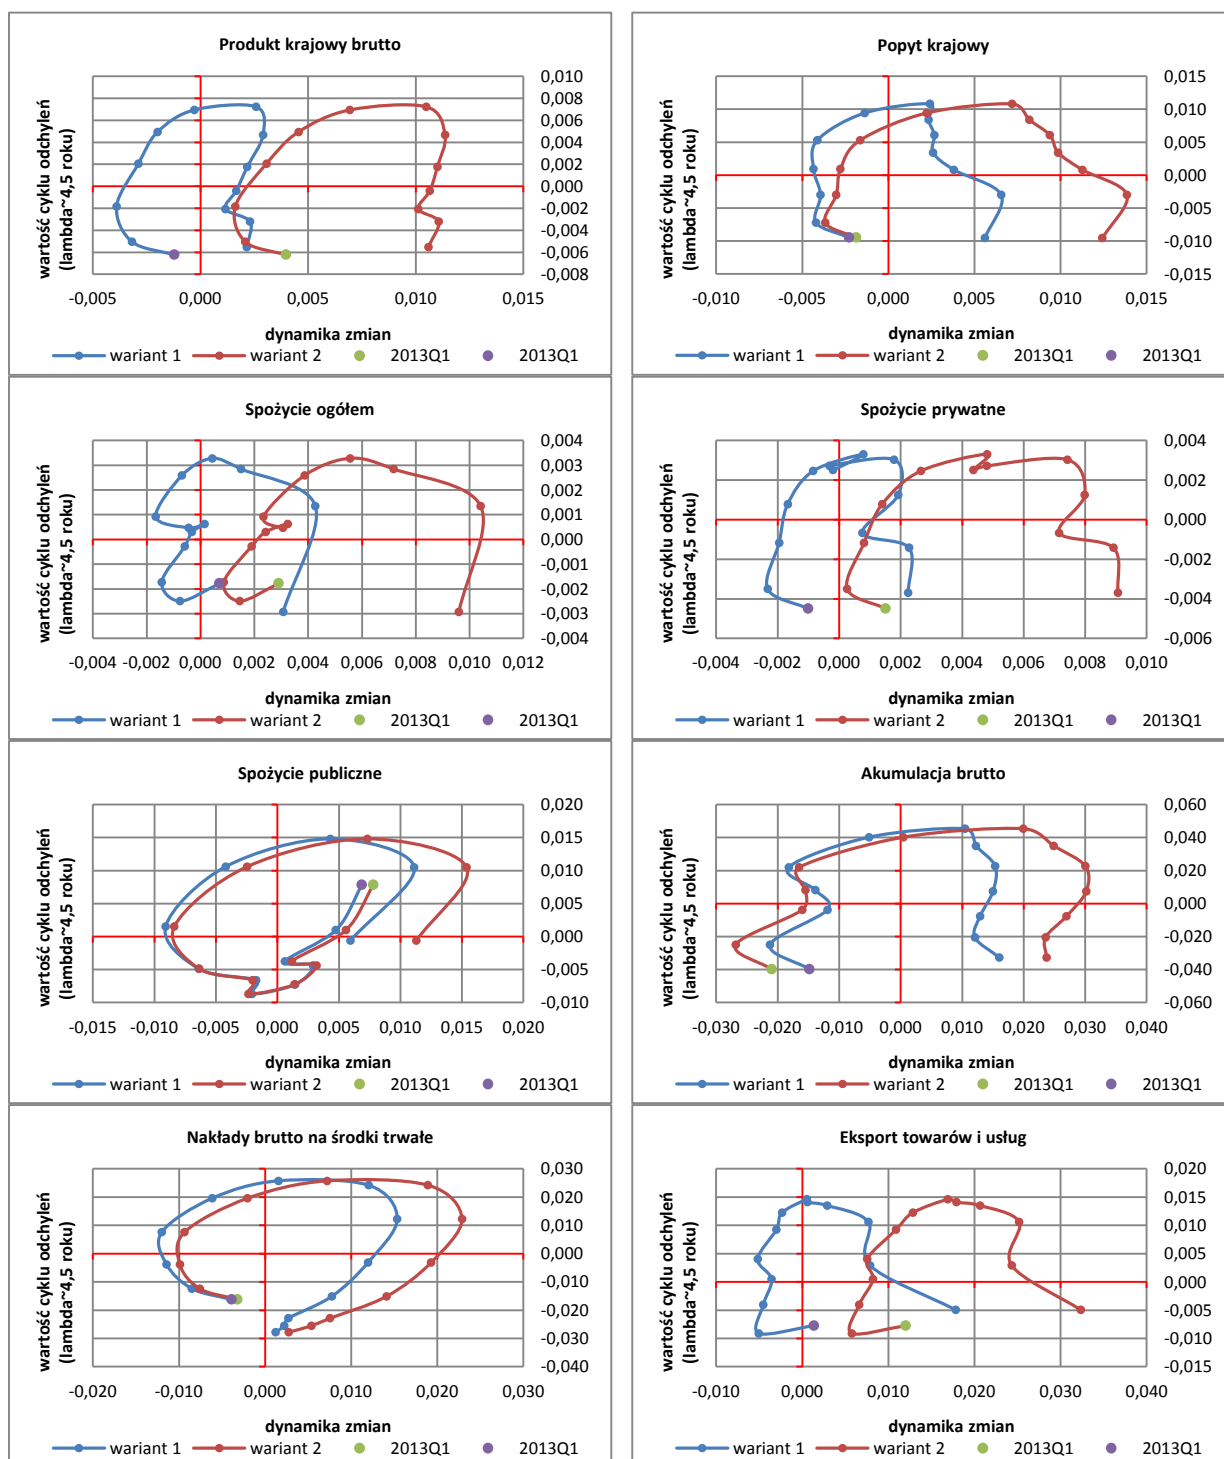 Produkt krajowy brutto
wartość cyklu odchyleń
(lambda~4,5 roku)
0,010
0,008
0,006
0,004
0,002
0,000
-0,002
-0,004
-0,006
-0,008
-0,005 0,000 0,005 0,010 0,015
dynamika zmian
wariant 1 wariant 2 2013Q1 2013Q1
Popyt krajowy
wartość cyklu odchyleń
(lambda~4,5 roku)
0,015
0,010
0,005
0,000
-0,005
-0,010
-0,015
-0,010 -0,005 0,000 0,005 0,010 0,015
dynamika zmian
wariant 1 wariant 2 2013Q1 2013Q1
Spożycie ogółem
wartość cyklu odchyleń
(lambda~4,5 roku)
0,004
0,003
0,002
0,001
0,000
-0,001
-0,002
-0,003
-0,004
-0,004 -0,002 0,000 0,002 0,004 0,006 0,008 0,010 0,012
dynamika zmian
wariant 1 wariant 2 2013Q1 2013Q1
Spożycie prywatne
wartość cyklu odchyleń
(lambda~4,5 roku)
0,004
0,002
0,000
-0,002
-0,004
-0,006
-0,004 -0,002 0,000 0,002 0,004 0,006 0,008 0,010
dynamika zmian
wariant 1 wariant 2 2013Q1 2013Q1
Spożycie publiczne
wartość cyklu odchyleń
(lambda~4,5 roku)
0,020
0,015
0,010
0,005
0,000
-0,005
-0,010
-0,015 -0,010 -0,005 0,000 0,005 0,010 0,015 0,020
dynamika zmian
wariant 1 wariant 2 2013Q1 2013Q1
Akumulacja brutto
wartość cyklu odchyleń
(lambda~4,5 roku)
0,060
0,040
0,020
0,000
-0,020
-0,040
-0,060
-0,030 -0,020 -0,010 0,000 0,010 0,020 0,030 0,040
dynamika zmian
wariant 1 wariant 2 2013Q1 2013Q1
Nakłady brutto na środki trwałe
wartość cyklu odchyleń
(lambda~4,5 roku)
0,030
0,020
0,010
0,000
-0,010
-0,020
-0,030
-0,040
-0,020 -0,010 0,000 0,010 0,020 0,030
dynamika zmian
wariant 1 wariant 2 2013Q1 2013Q1
Eksport towarów i usług
wartość cyklu odchyleń
(lambda~4,5 roku)
0,020
0,015
0,010
0,005
0,000
-0,005
-0,010
-0,015
-0,010 0,000 0,010 0,020 0,030 0,040
dynamika zmian
wariant 1 wariant 2 2013Q1 2013Q1